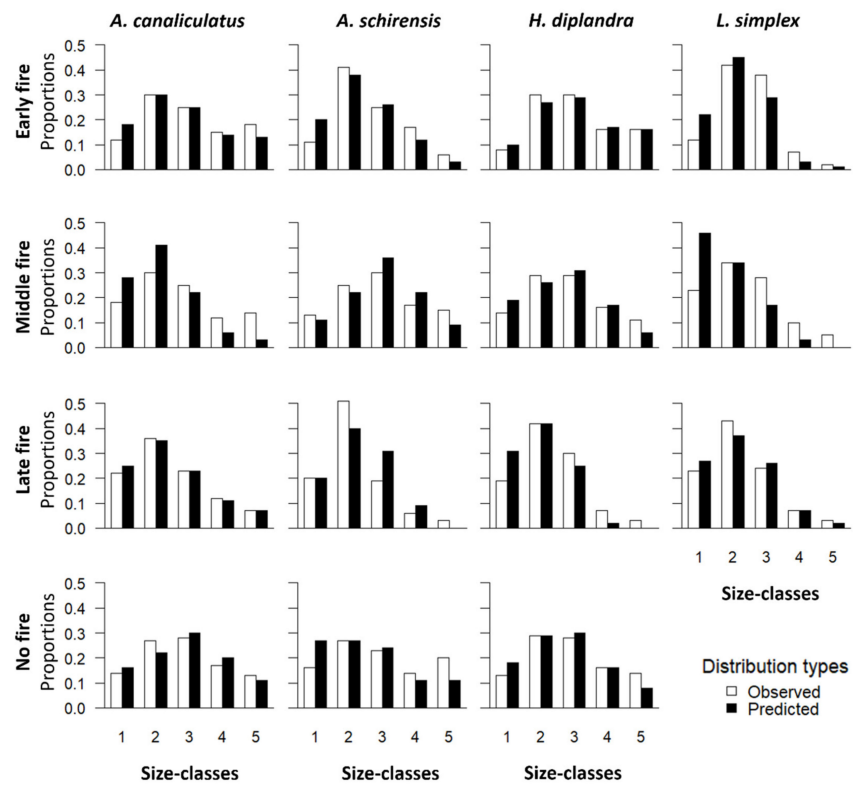 A. canaliculatus A. schirensis H. diplandra L. simplex
Early fire
Proportions
0.5
0.4
0.3
0.2
0.1
0.0
Middle fire
Proportions
0.5
0.4
0.3
0.2
0.1
0.0
Late fire
Proportions
0.5
0.4
0.3
0.2
0.1
0.0
1 2 3 4 5
Size-classes
No fire
Proportions
0.5
0.4
0.3
0.2
0.1
0.0
Distribution types
Observed
Predicted
1 2 3 4 5 1 2 3 4 5 1 2 3 4 5
Size-classes Size-classes Size-classes